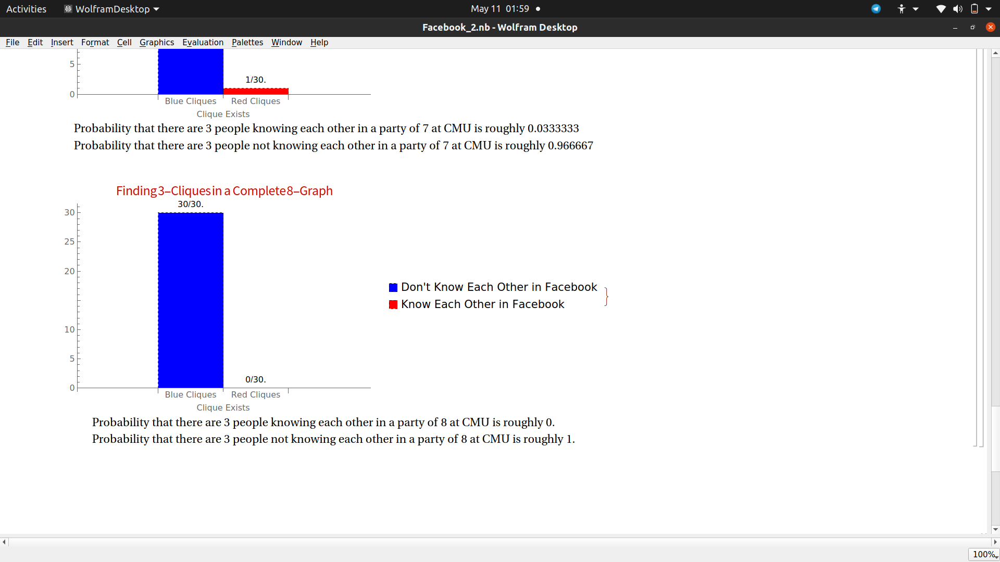 Activities WolframDesktop May 11 01:59
Facebook_2.nb - Wolfram Desktop
File Edit Insert Format Cell Graphics Evaluation Palettes Window Help
5
1/30.
0
Blue Cliques Red Cliques
Clique Exists
Probability that there are 3 people knowing each other in a party of 7 at CMU is roughly 0.0333333
Probability that there are 3 people not knowing each other in a party of 7 at CMU is roughly 0.966667
Finding 3-Cliques in a Complete 8-Graph
30/30.
30
25
20
Don't Know Each Other in Facebook
Know Each Other in Facebook
10
5
0/30.
0
Blue Cliques Red Cliques
Clique Exists
Probability that there are 3 people knowing each other in a party of 8 at CMU is roughly 0.
Probability that there are 3 people not knowing each other in a party of 8 at CMU is roughly 1.
100%